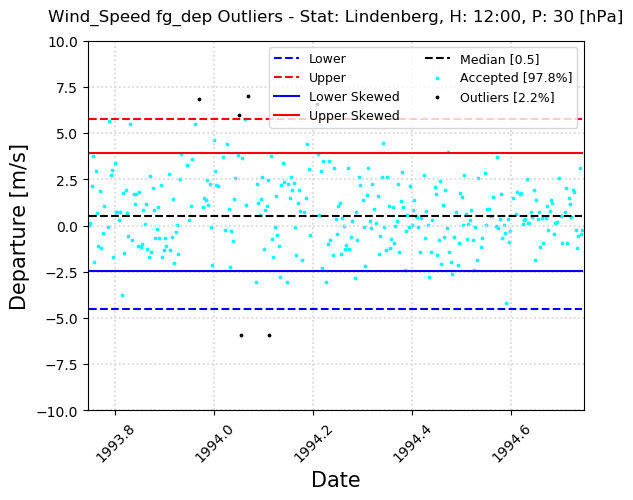 Wind_Speed fg_dep Outliers - Stat: Lindenberg, H: 12:00, P: 30 [hPa]
Lower
Upper
Lower Skewed
Upper Skewed
Median [0.5]
Accepted [97.8%]
Outliers [2.2%]
Departure [m/s]
10.0
7.5
5.0
2.5
0.0
−2.5
−5.0
−7.5
−10.0
1993.8
1994.0
1994.2
1994.4
1994.6
Date